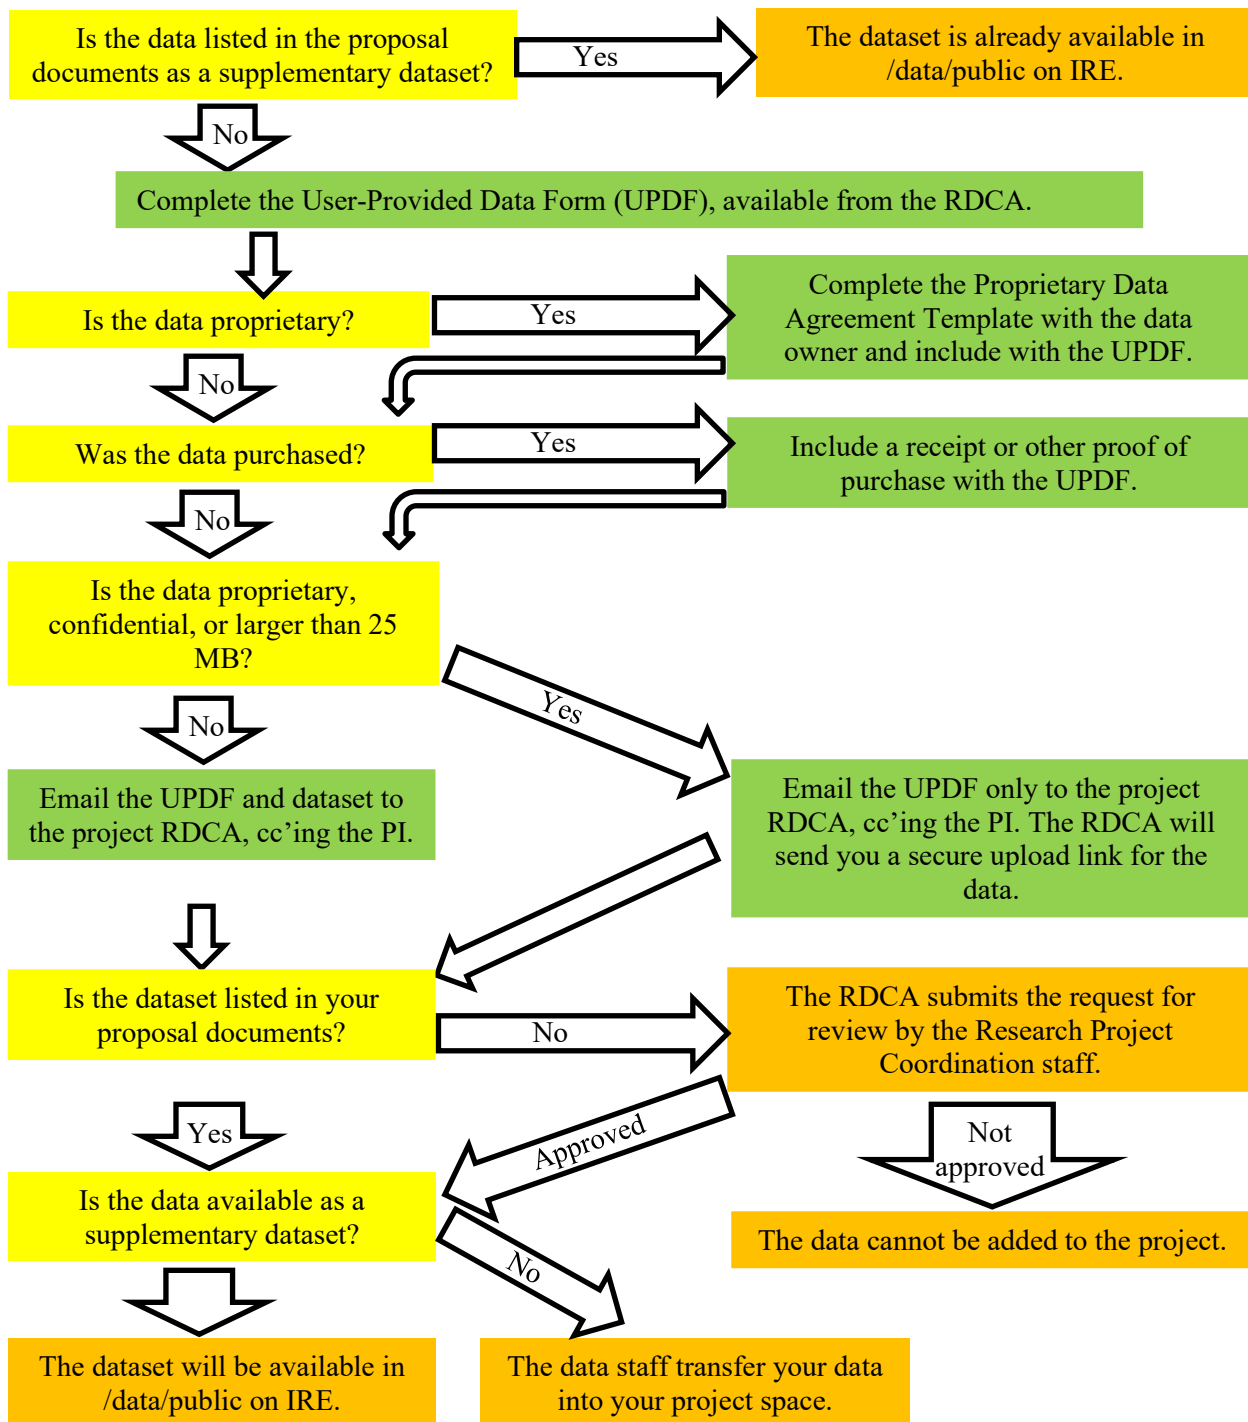 Is the data listed in the proposal
documents as a supplementary dataset?
Yes
The dataset is already available in
/data/public on IRE.
No
Complete the User-Provided Data Form (UPDF), available from the RDCA.
Is the data proprietary?
Yes
Complete the Proprietary Data
Agreement Template with the data
owner and include with the UPDF.
No
Was the data purchased?
Yes
Include a receipt or other proof of
purchase with the UPDF.
No
Is the data proprietary,
confidential, or larger than 25
MB?
Yes
No
Email the UPDF and dataset to
the project RDCA, cc’ing the PI.
Email the UPDF only to the project
RDCA, cc’ing the PI. The RDCA will
send you a secure upload link for the
data.
Is the dataset listed in your
proposal documents?
No
The RDCA submits the request for
review by the Research Project
Coordination staff.
Yes
Approved
Not
approved
Is the data available as a
supplementary dataset?
The data cannot be added to the project.
No
The dataset will be available in
/data/public on IRE.
The data staff transfer your data
into your project space.